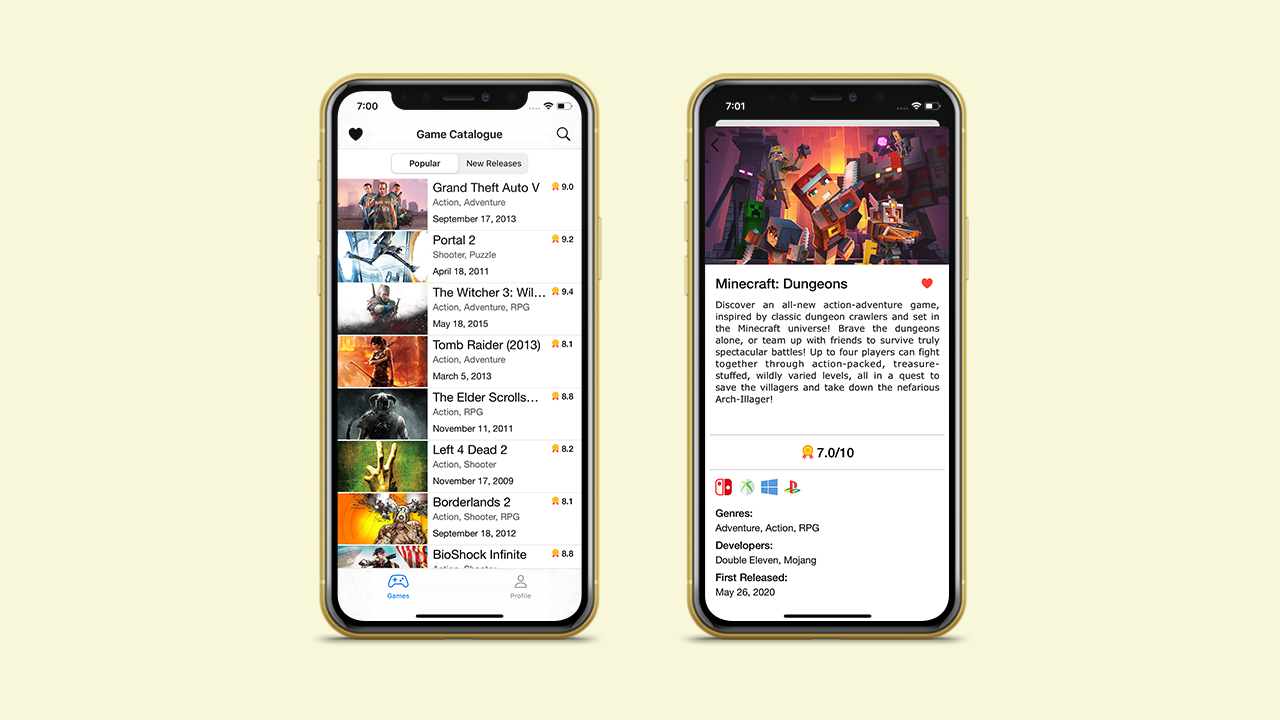 7:00
Game Catalogue
Popular New Releases
Grand Theft Auto V 9.0
Action, Adventure
September 17, 2013
Portal 2 9.2
Shooter, Puzzle
April 18, 2011
The Witcher 3: Wil... 9.4
Action, Adventure, RPG
May 18, 2015
Tomb Raider (2013) 8.1
Action, Adventure
March 5, 2013
The Elder Scrolls... 8.8
Action, RPG
November 11, 2011
Left 4 Dead 2 8.2
Action, Shooter
November 17, 2009
Borderlands 2 8.1
Action, Shooter, RPG
September 18, 2012
BioShock Infinite 8.8
Action, Shooter
Games Profile
7:01
Minecraft: Dungeons
Discover an all-new action-adventure game,
inspired by classic dungeon crawlers and set in
the Minecraft universe! Brave the dungeons
alone, or team up with friends to survive truly
spectacular battles! Up to four players can fight
together through action-packed, treasure-
stuffed, wildly varied levels, all in a quest to
save the villagers and take down the nefarious
Arch-Illager!
7.0/10
Genres:
Adventure, Action, RPG
Developers:
Double Eleven, Mojang
First Released:
May 26, 2020